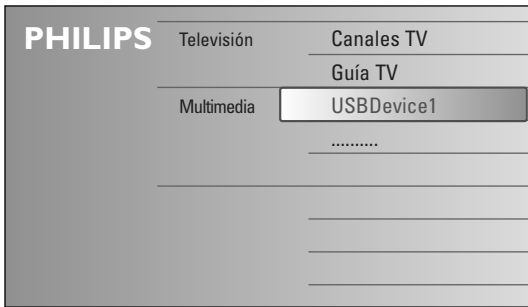 PHILIPS Televisión Canales TV
Guía TV
Multimedia USBDevice1
..........